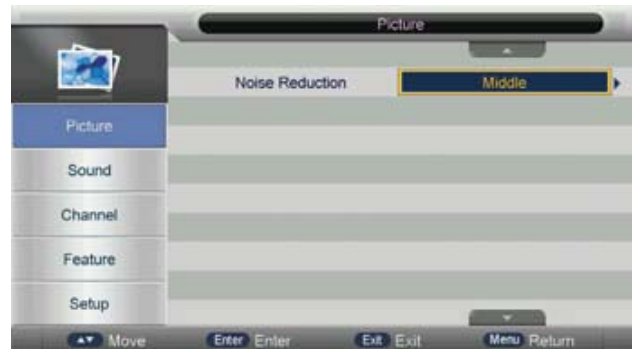 Picture
Noise Reduction Middle
Picture
Sound
Channel
Feature
Setup
Move Enter Enter Exit Exit Menu Return